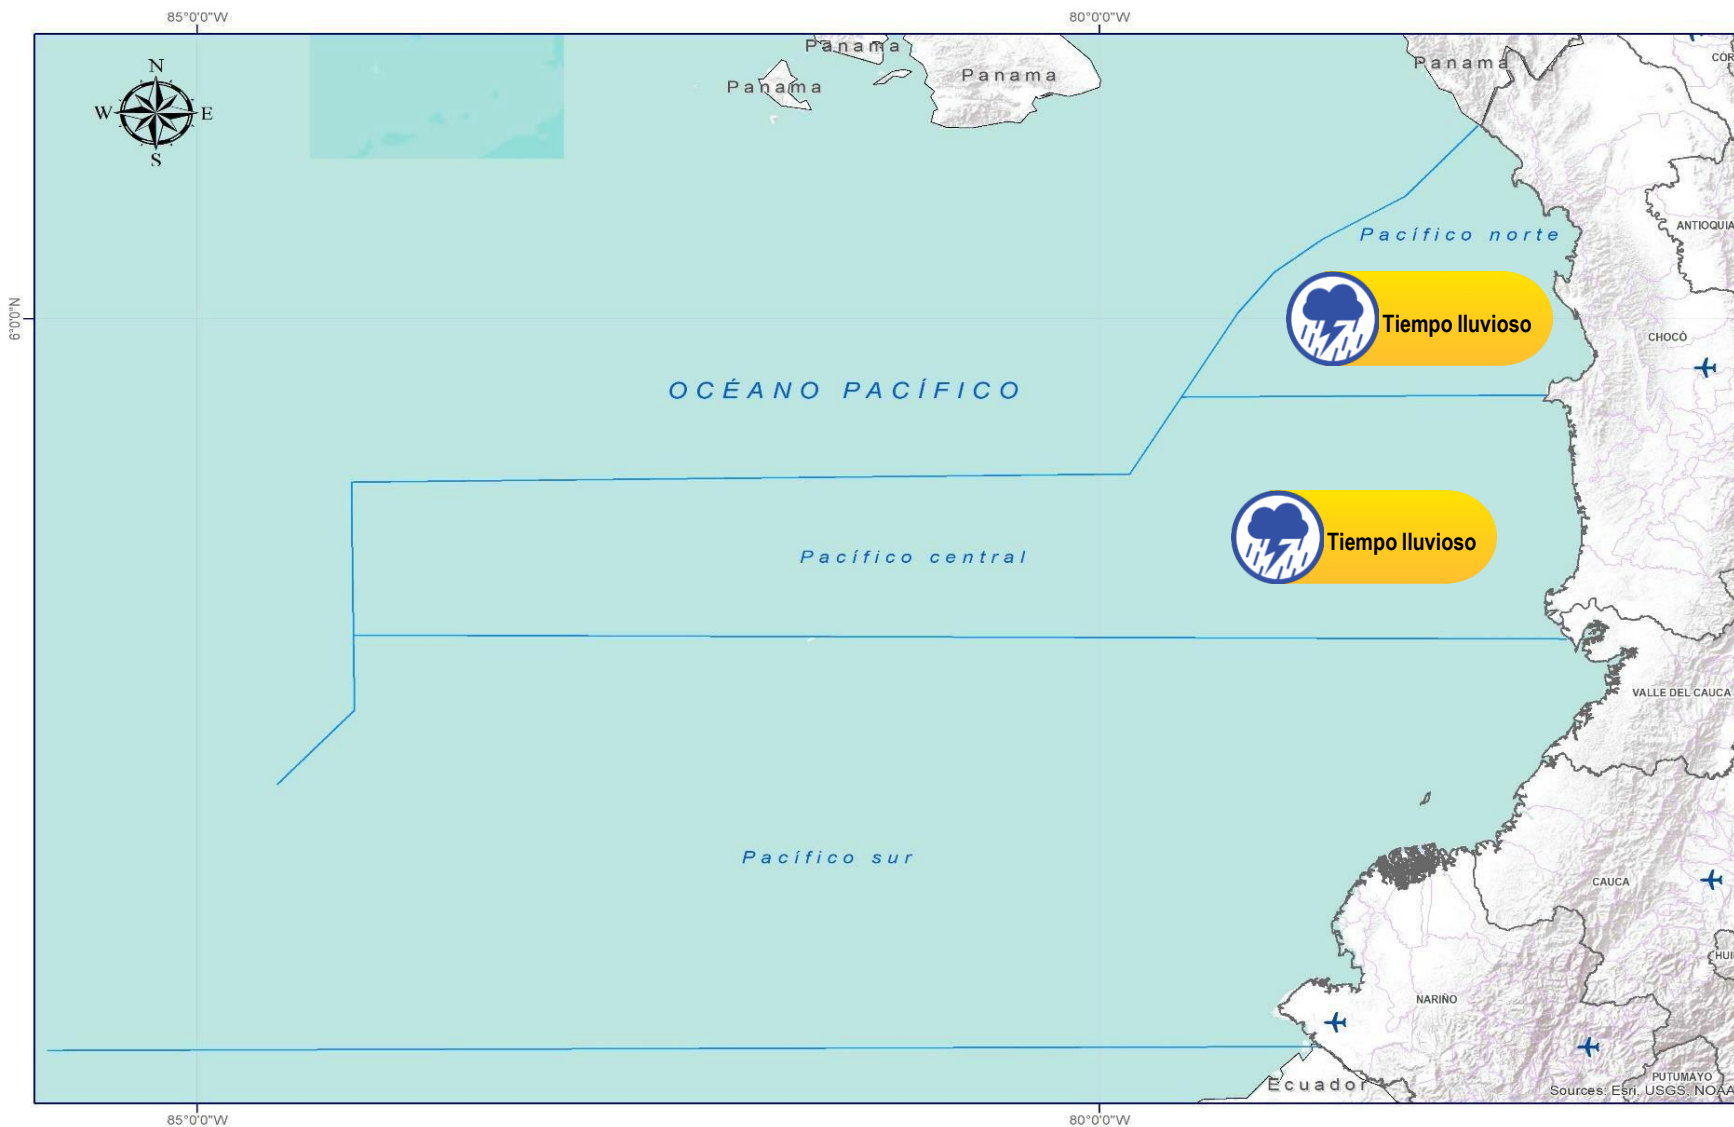 85°0'0"W
80°0'0"W
Panama
Panama
Panama
Panama
CÓR
N
W
E
S
Pacífico norte
ANTIOQUIA
6°0'0"N
Tiempo lluvioso
CHOCÓ
OCÉANO PACÍFICO
Pacífico central
Tiempo lluvioso
VALLE DEL CAUCA
Pacífico sur
CAUCA
HUI
NARIÑO
Ecuador
PUTUMAYO
Sources: Esri, USGS, NOAA
85°0'0"W
80°0'0"W